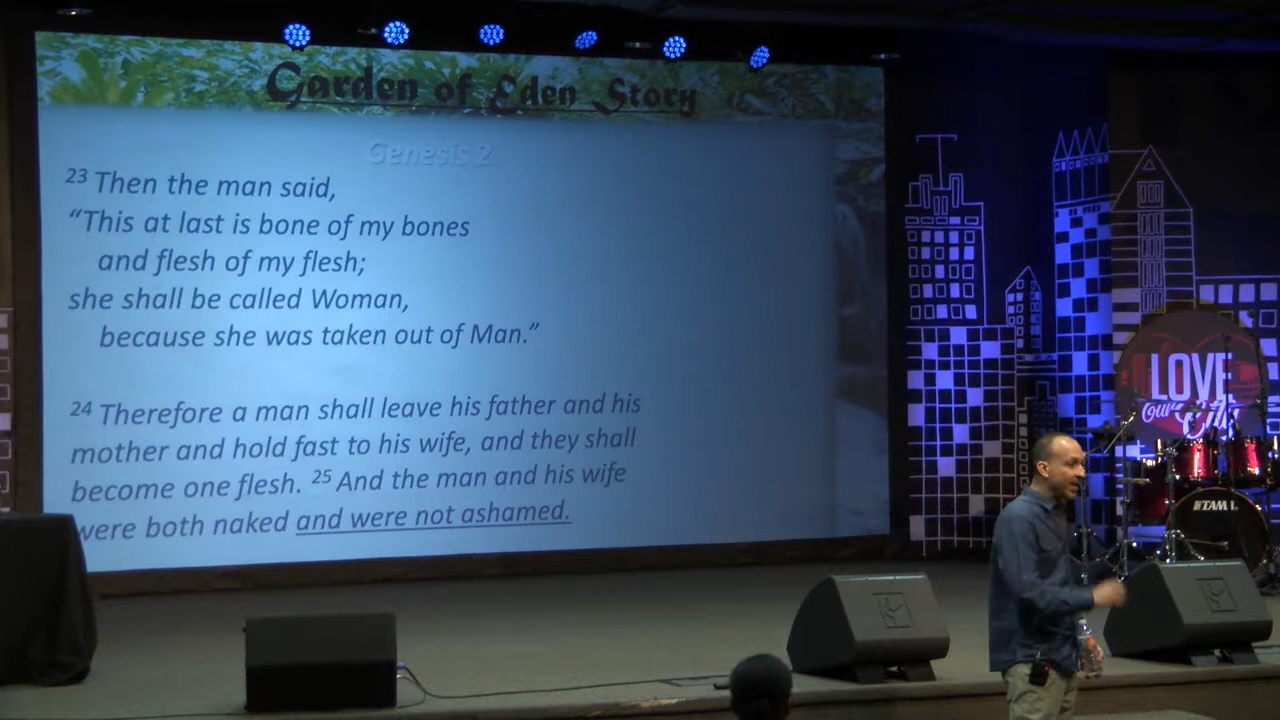 Garden of Eden Story
Genesis 2
23 Then the man said,
“This at last is bone of my bones
and flesh of my flesh;
she shall be called Woman,
because she was taken out of Man.”
24 Therefore a man shall leave his father and his
mother and hold fast to his wife, and they shall
become one flesh. 25 And the man and his wife
were both naked and were not ashamed.
LOVE
Our City
TAMA